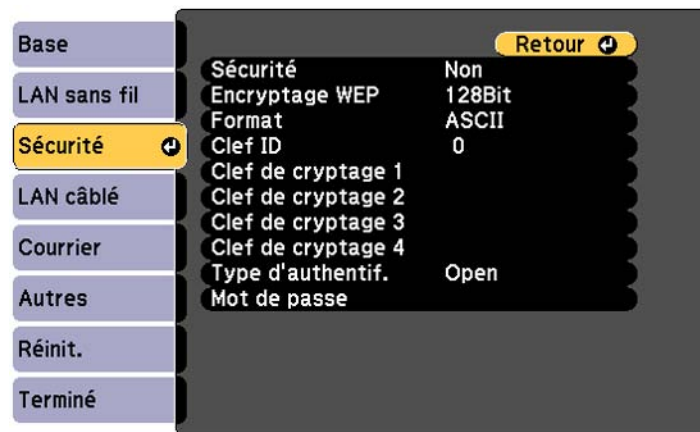 Base
LAN sans fil
Sécurité
LAN câblé
Courrier
Autres
Réinit.
Terminé
Retour
Sécurité Non
Encryptage WEP 128Bit
Format ASCII
Clef ID 0
Clef de cryptage 1
Clef de cryptage 2
Clef de cryptage 3
Clef de cryptage 4
Type d'authentif. Open
Mot de passe